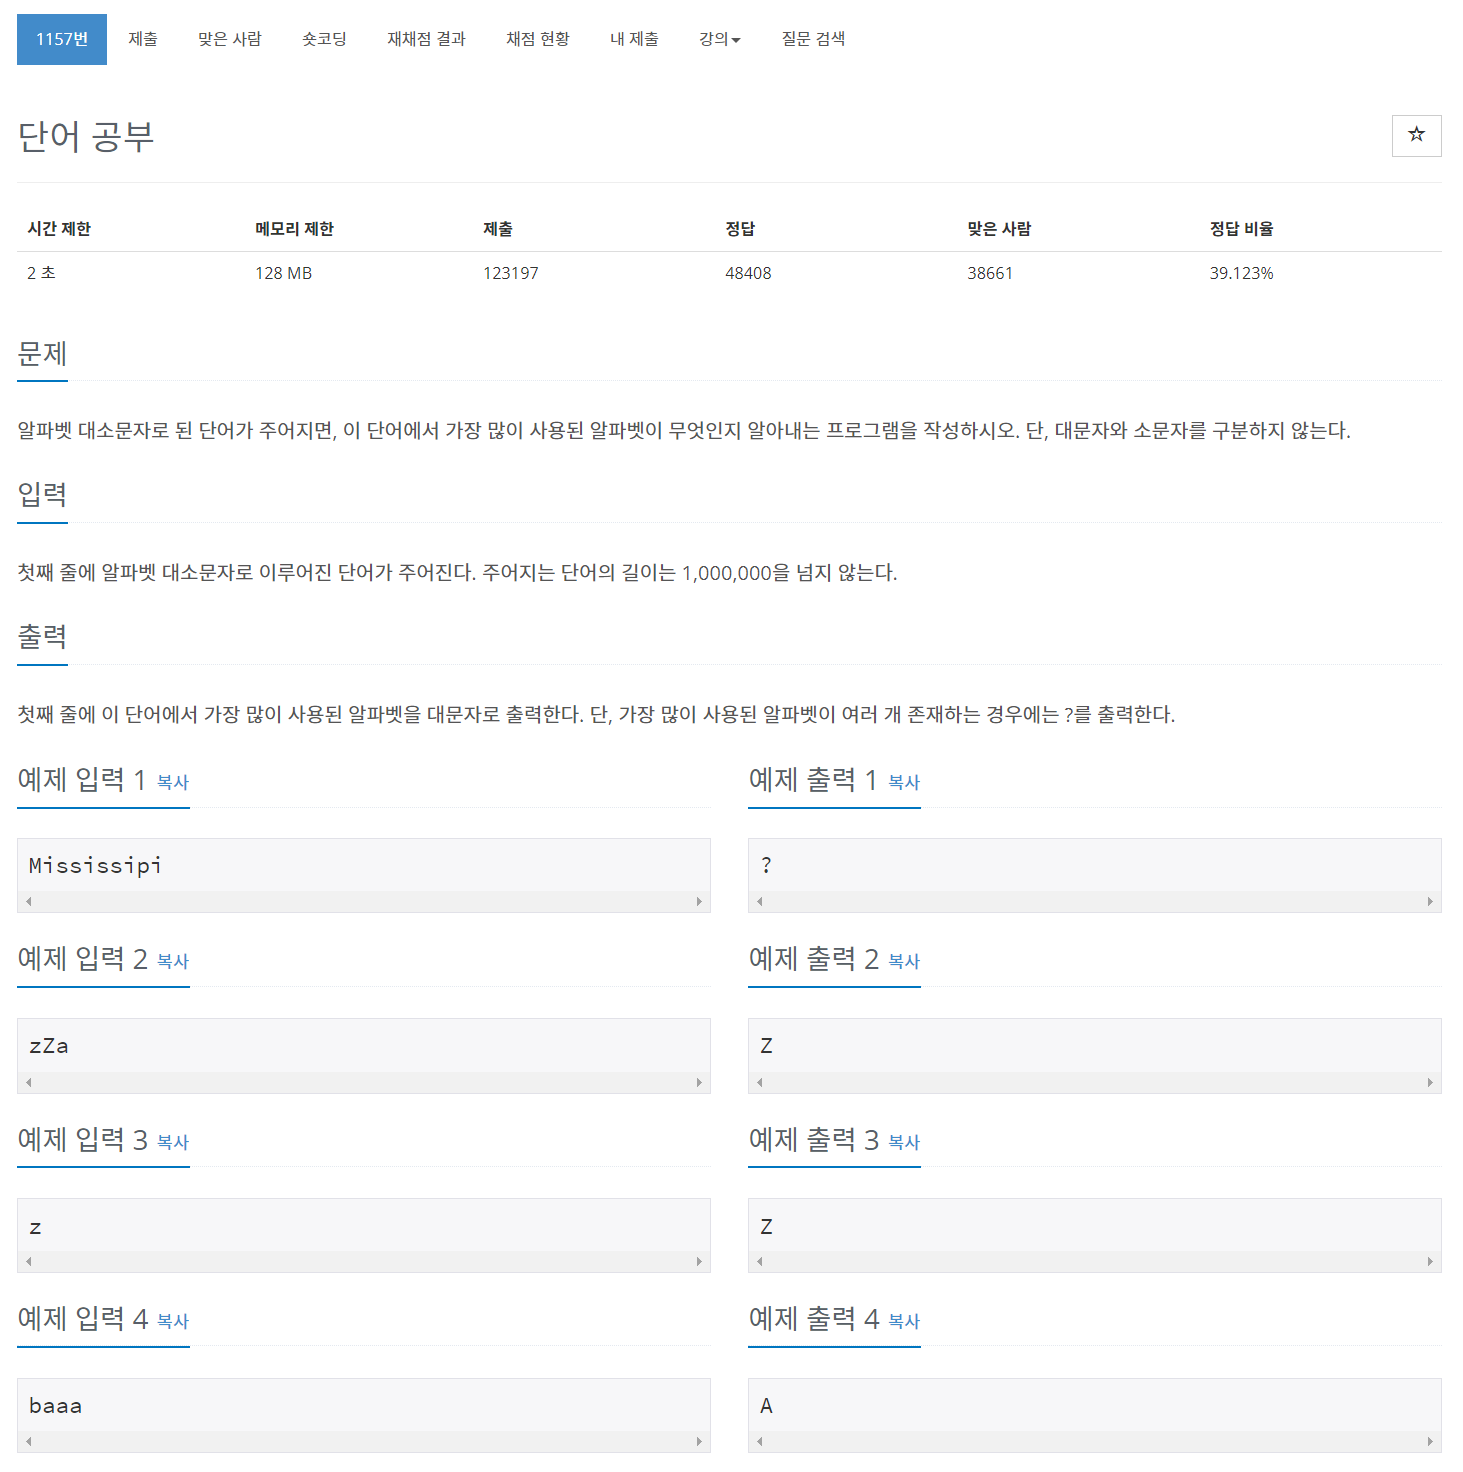 1157번 제출 맞은 사람 숏코딩 재채점 결과 채점 현황 내 제출 강의 질문 검색
단어 공부
시간 제한 메모리 제한 제출 정답 맞은 사람 정답 비율
2 초 128 MB 123197 48408 38661 39.123%
문제
알파벳 대소문자로 된 단어가 주어지면, 이 단어에서 가장 많이 사용된 알파벳이 무엇인지 알아내는 프로그램을 작성하시오. 단, 대문자와 소문자를 구분하지 않는다.
입력
첫째 줄에 알파벳 대소문자로 이루어진 단어가 주어진다. 주어지는 단어의 길이는 1,000,000을 넘지 않는다.
출력
첫째 줄에 이 단어에서 가장 많이 사용된 알파벳을 대문자로 출력한다. 단, 가장 많이 사용된 알파벳이 여러 개 존재하는 경우에는 ?를 출력한다.
예제 입력 1 복사
Mississipi
예제 출력 1 복사
?
예제 입력 2 복사
zZa
예제 출력 2 복사
Z
예제 입력 3 복사
z
예제 출력 3 복사
Z
예제 입력 4 복사
baaa
예제 출력 4 복사
A